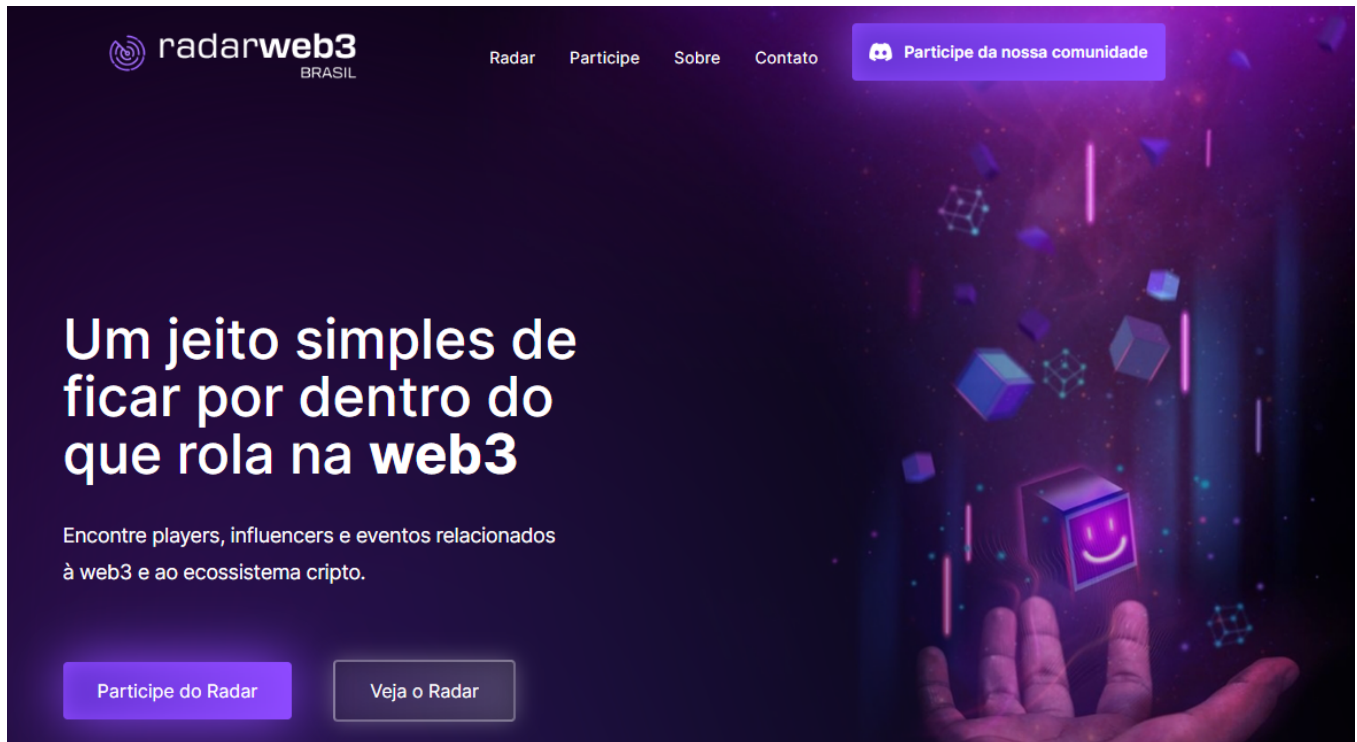 radarweb3
BRASIL
Radar
Participe
Sobre
Contato
Participe da nossa comunidade
Um jeito simples de
ficar por dentro do
que rola na web3
Encontre players, influencers e eventos relacionados
à web3 e ao ecossistema cripto.
Participe do Radar
Veja o Radar